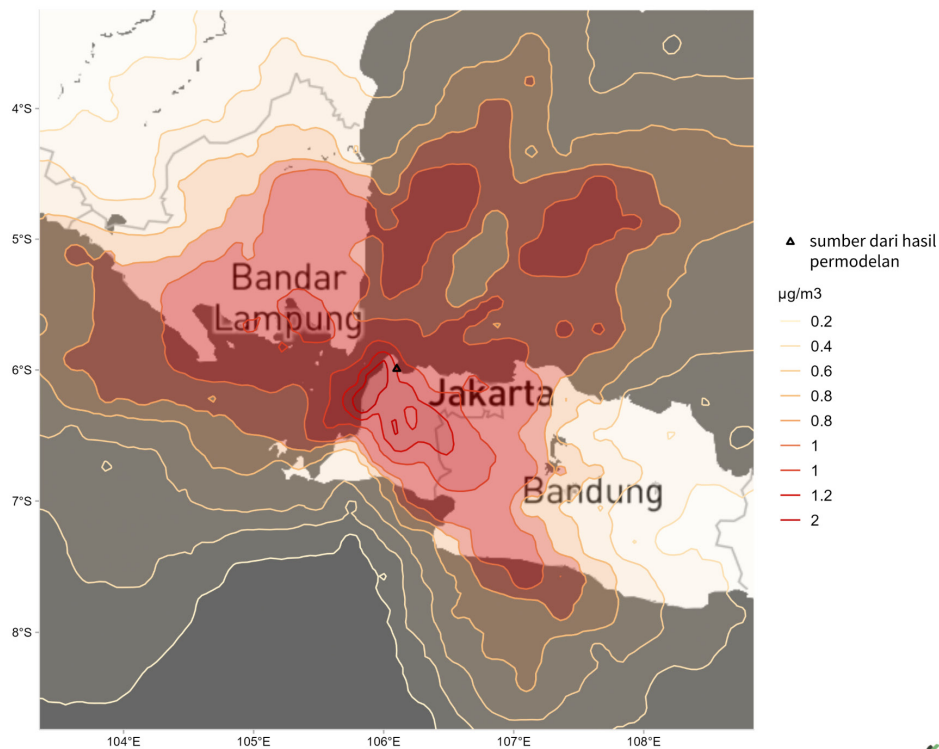 4°S
5°S
6°S
7°S
8°S
104°E
105°E
106°E
107°E
108°E
Bandar
Lampung
Jakarta
Bandung
sumber dari hasil
permodelan
µg/m3
0.2
0.4
0.6
0.8
0.8
1
1
1.2
2